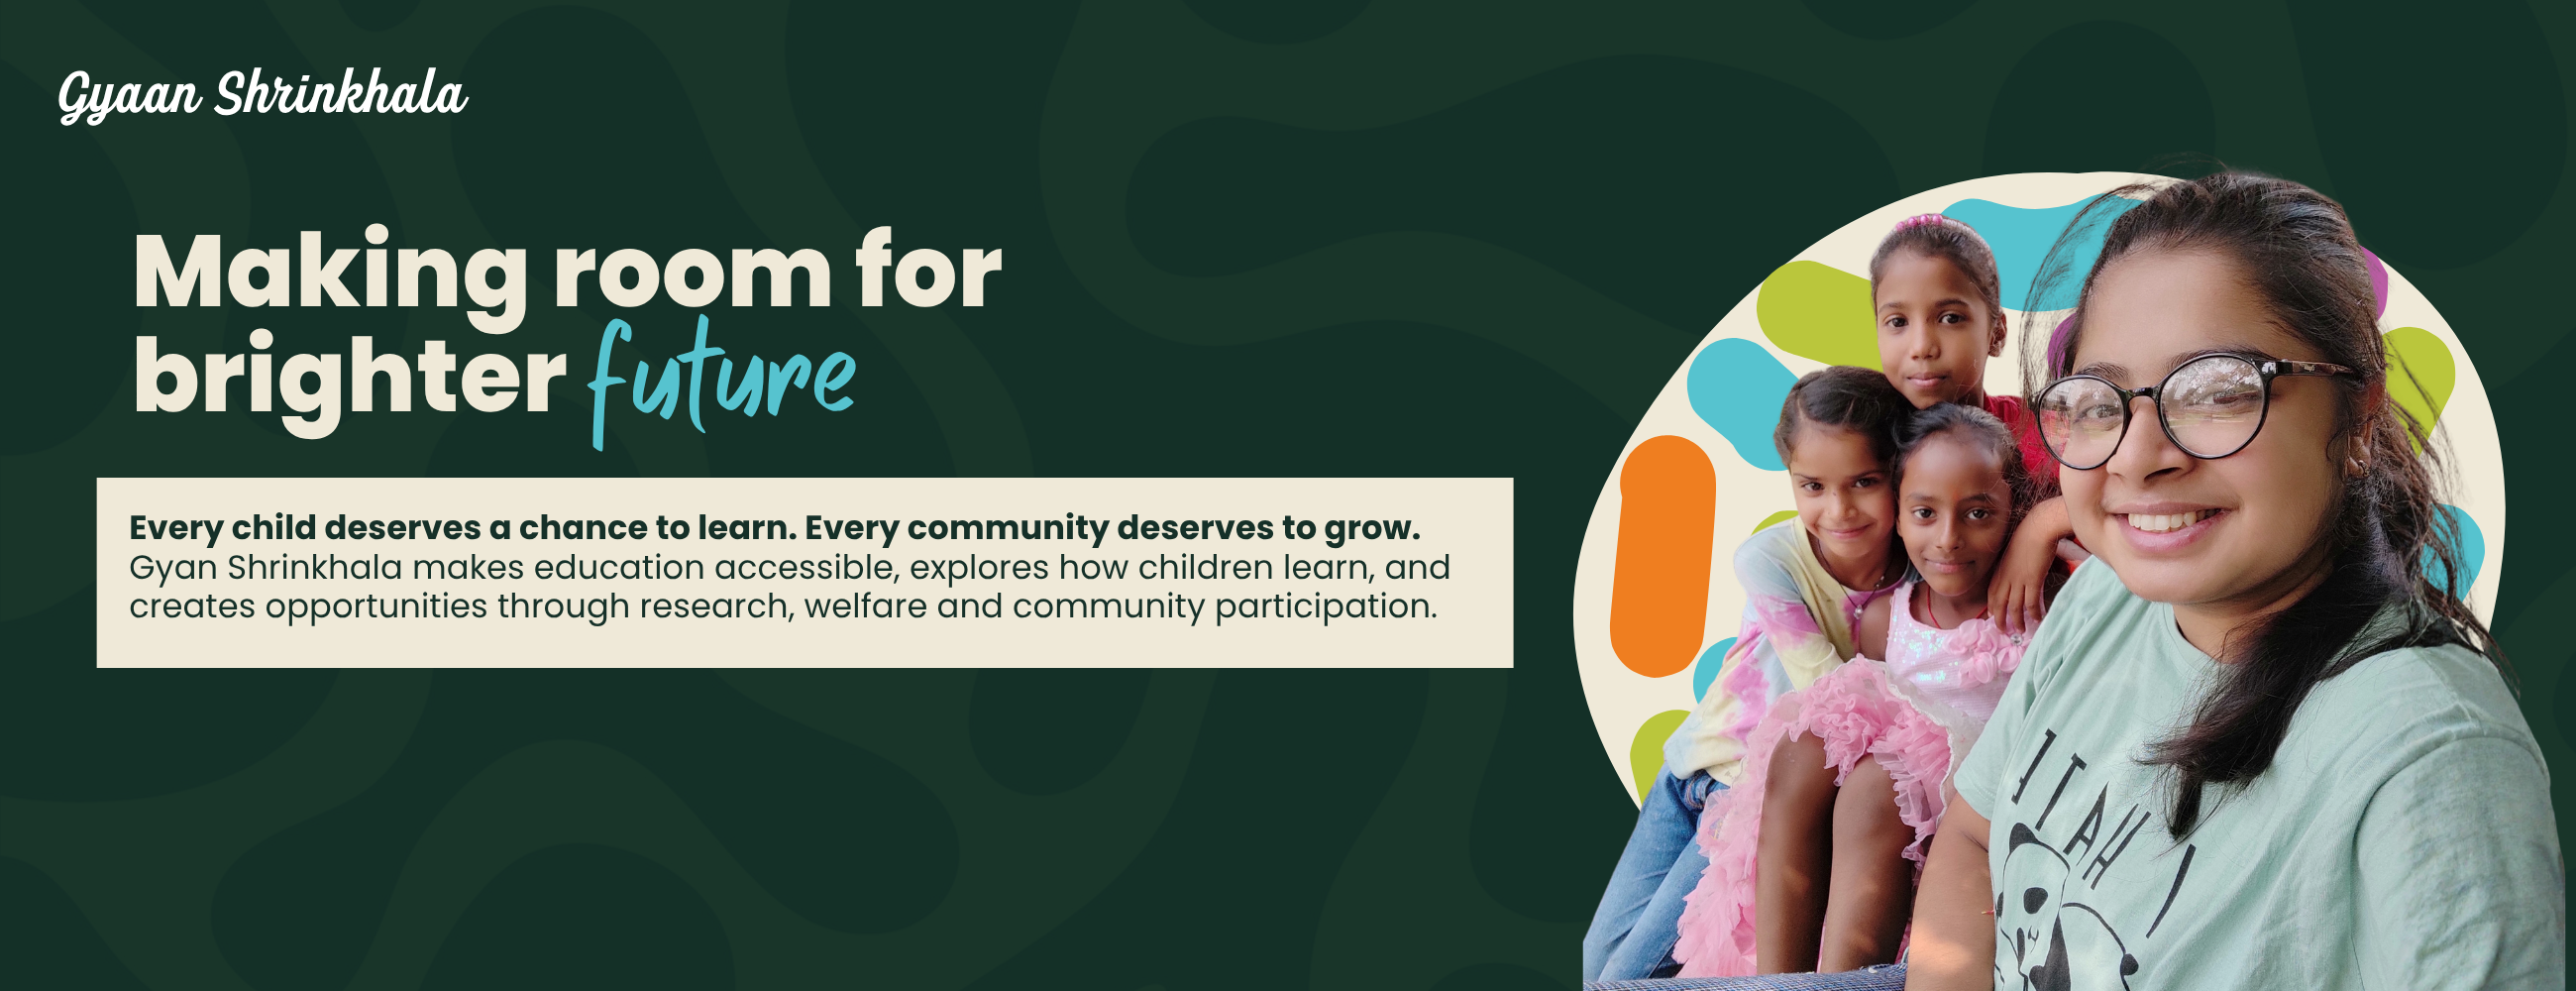 Gyaan Shrinkhala
Making room for
brighter future
Every child deserves a chance to learn. Every community deserves to grow.
Gyan Shrinkhala makes education accessible, explores how children learn, and
creates opportunities through research, welfare and community participation.